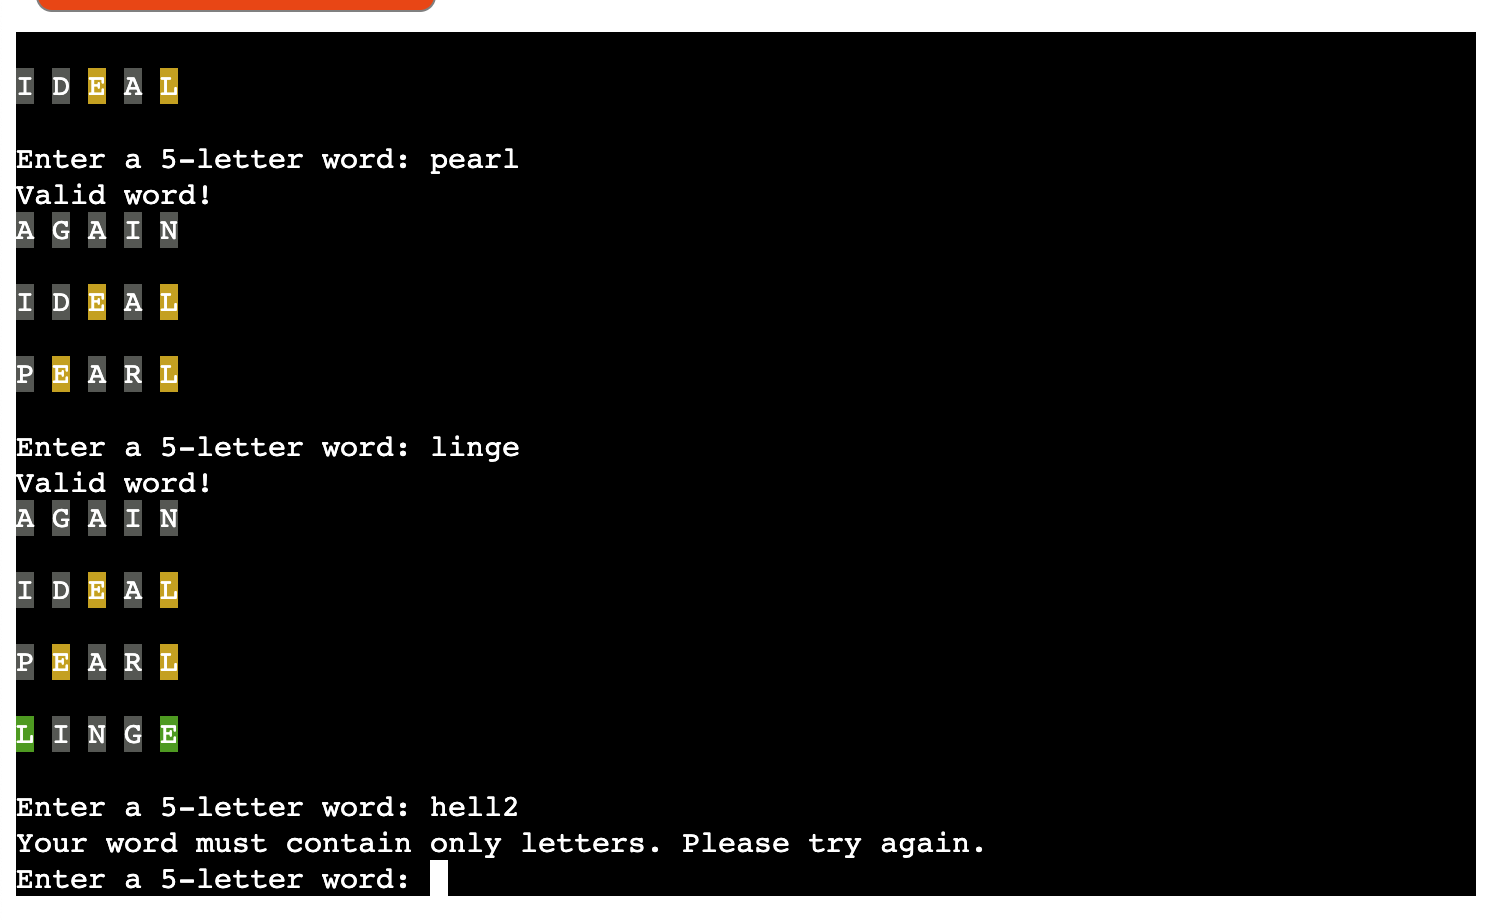 I D E A L
Enter a 5-letter word: pearl
Valid word!
A G A I N
I D E A L
P E A R L
Enter a 5-letter word: linge
Valid word!
A G A I N
I D E A L
P E A R L
L I N G E
Enter a 5-letter word: hell2
Your word must contain only letters. Please try again.
Enter a 5-letter word: